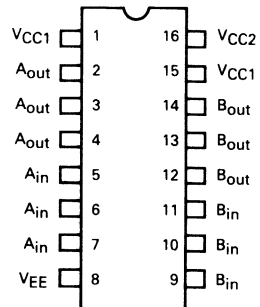 VCC1 1 16 VCC2
Aout 2 15 VCC1
Aout 3 14 Bout
Aout 4 13 Bout
Ain 5 12 Bout
Ain 6 11 Bin
Ain 7 10 Bin
VEE 8 9 Bin